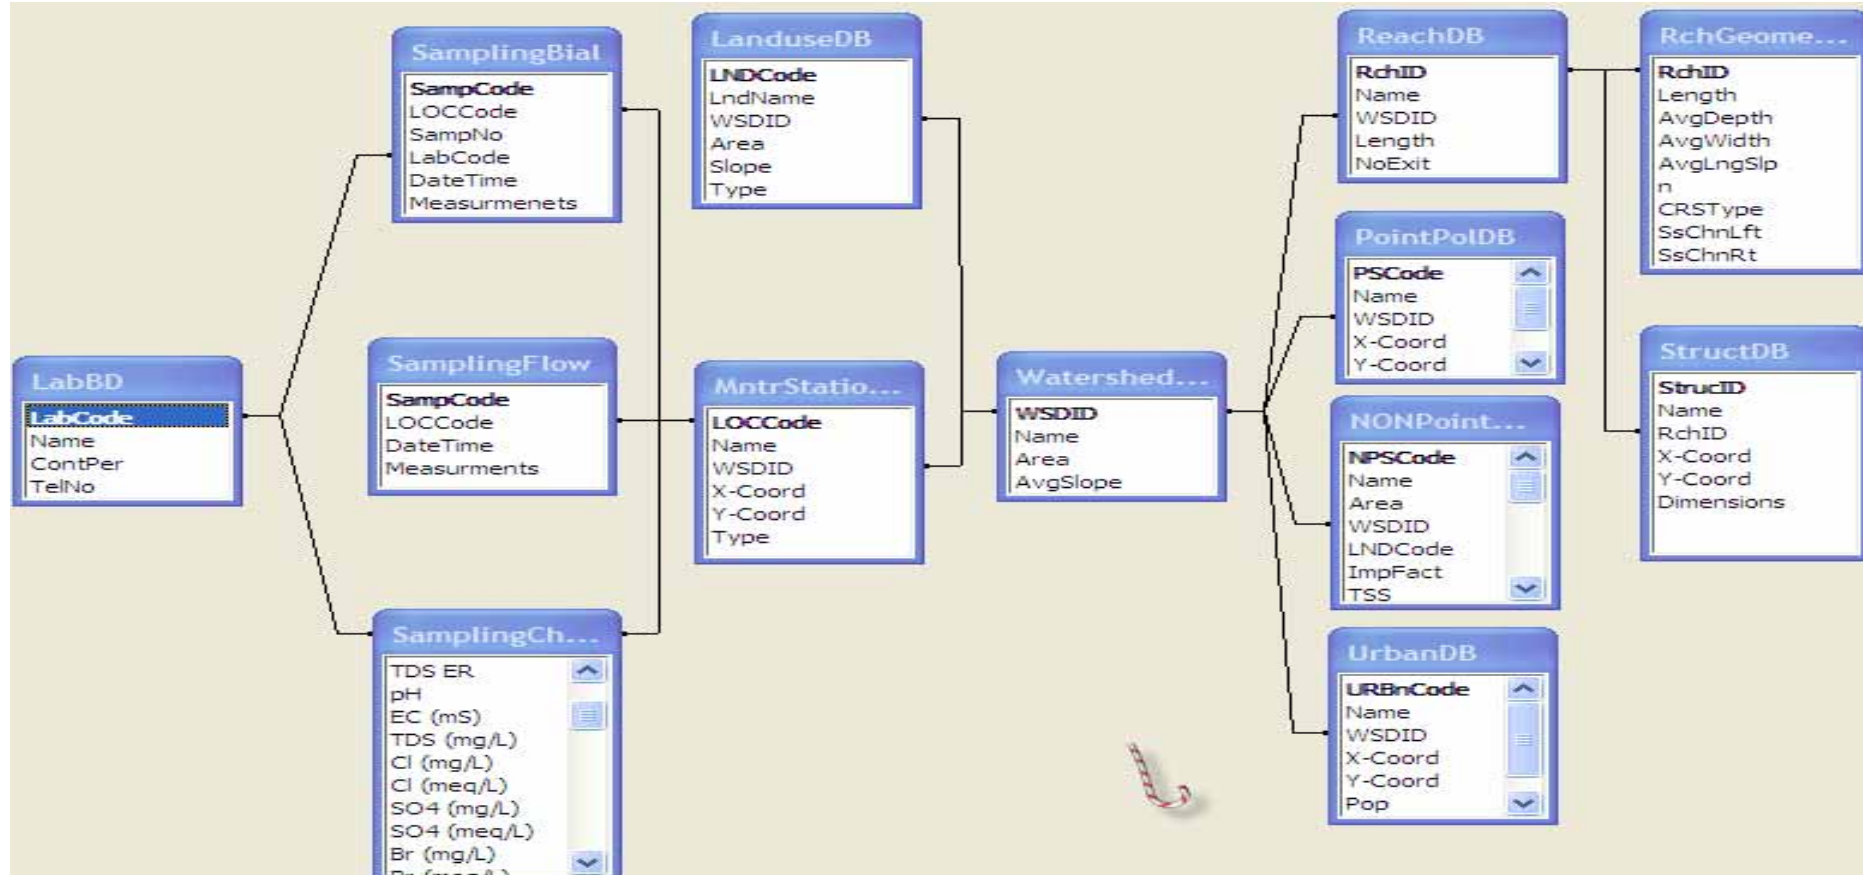 SamplingBial
SampCode
LOCCode
SampNo
LabCode
DateTime
Measurmenets
LanduseDB
LNDCode
LndName
WSDID
Area
Slope
Type
ReachDB
RchID
Name
WSDID
Length
NoExit
RchGeome...
RchID
Length
AvgDepth
AvgWidth
AvgLngSlp
n
CRSType
SsChnLft
SsChnRt
PointPolDB
PSCode
Name
WSDID
X-Coord
Y-Coord
LabBD
LabCode
Name
ContPer
TelNo
SamplingFlow
SampCode
LOCCode
DateTime
Measurments
MntrStatio...
LOCCode
Name
WSDID
X-Coord
Y-Coord
Type
Watershed...
WSDID
Name
Area
AvgSlope
NONPoint...
NPSCode
Name
Area
WSDID
LNDCode
ImpFact
TSS
StructDB
StrucID
Name
RchID
X-Coord
Y-Coord
Dimensions
SamplingCh...
TDS ER
pH
EC (mS)
TDS (mg/L)
Cl (mg/L)
Cl (meq/L)
SO4 (mg/L)
SO4 (meq/L)
Br (mg/L)
UrbanDB
URBnCode
Name
WSDID
X-Coord
Y-Coord
Pop